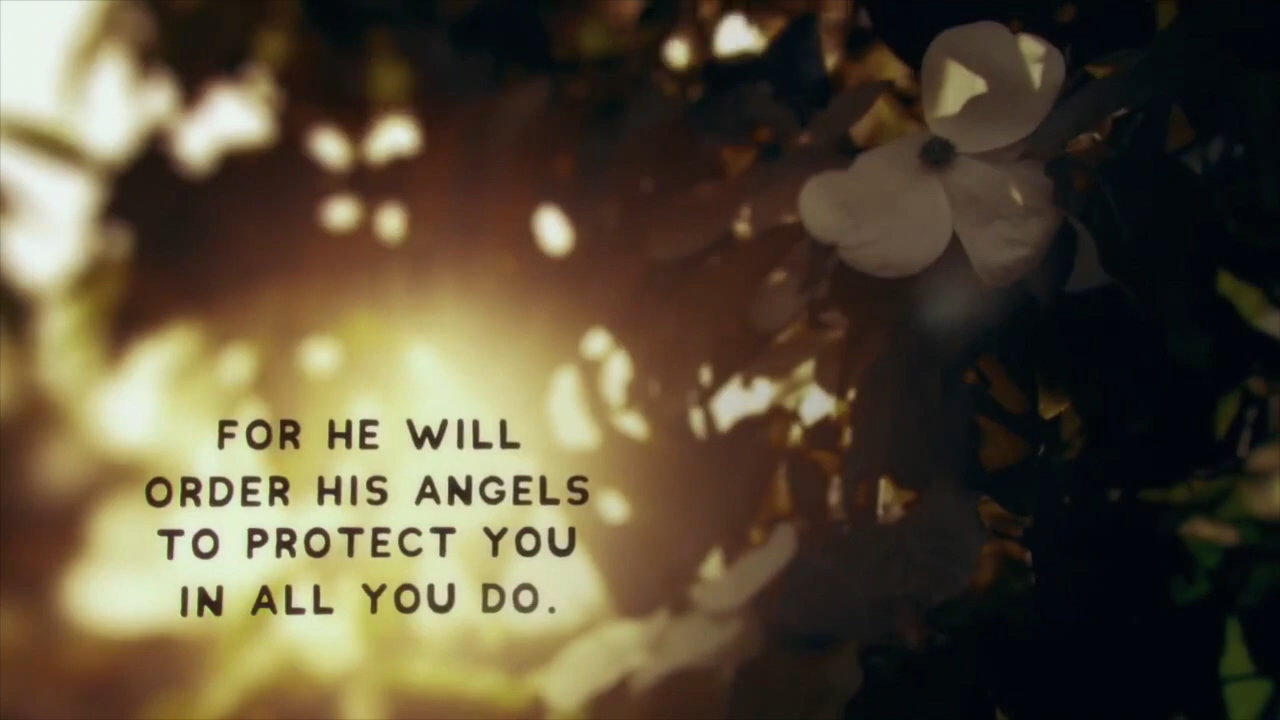 FOR HE WILL
ORDER HIS ANGELS
TO PROTECT YOU
IN ALL YOU DO.